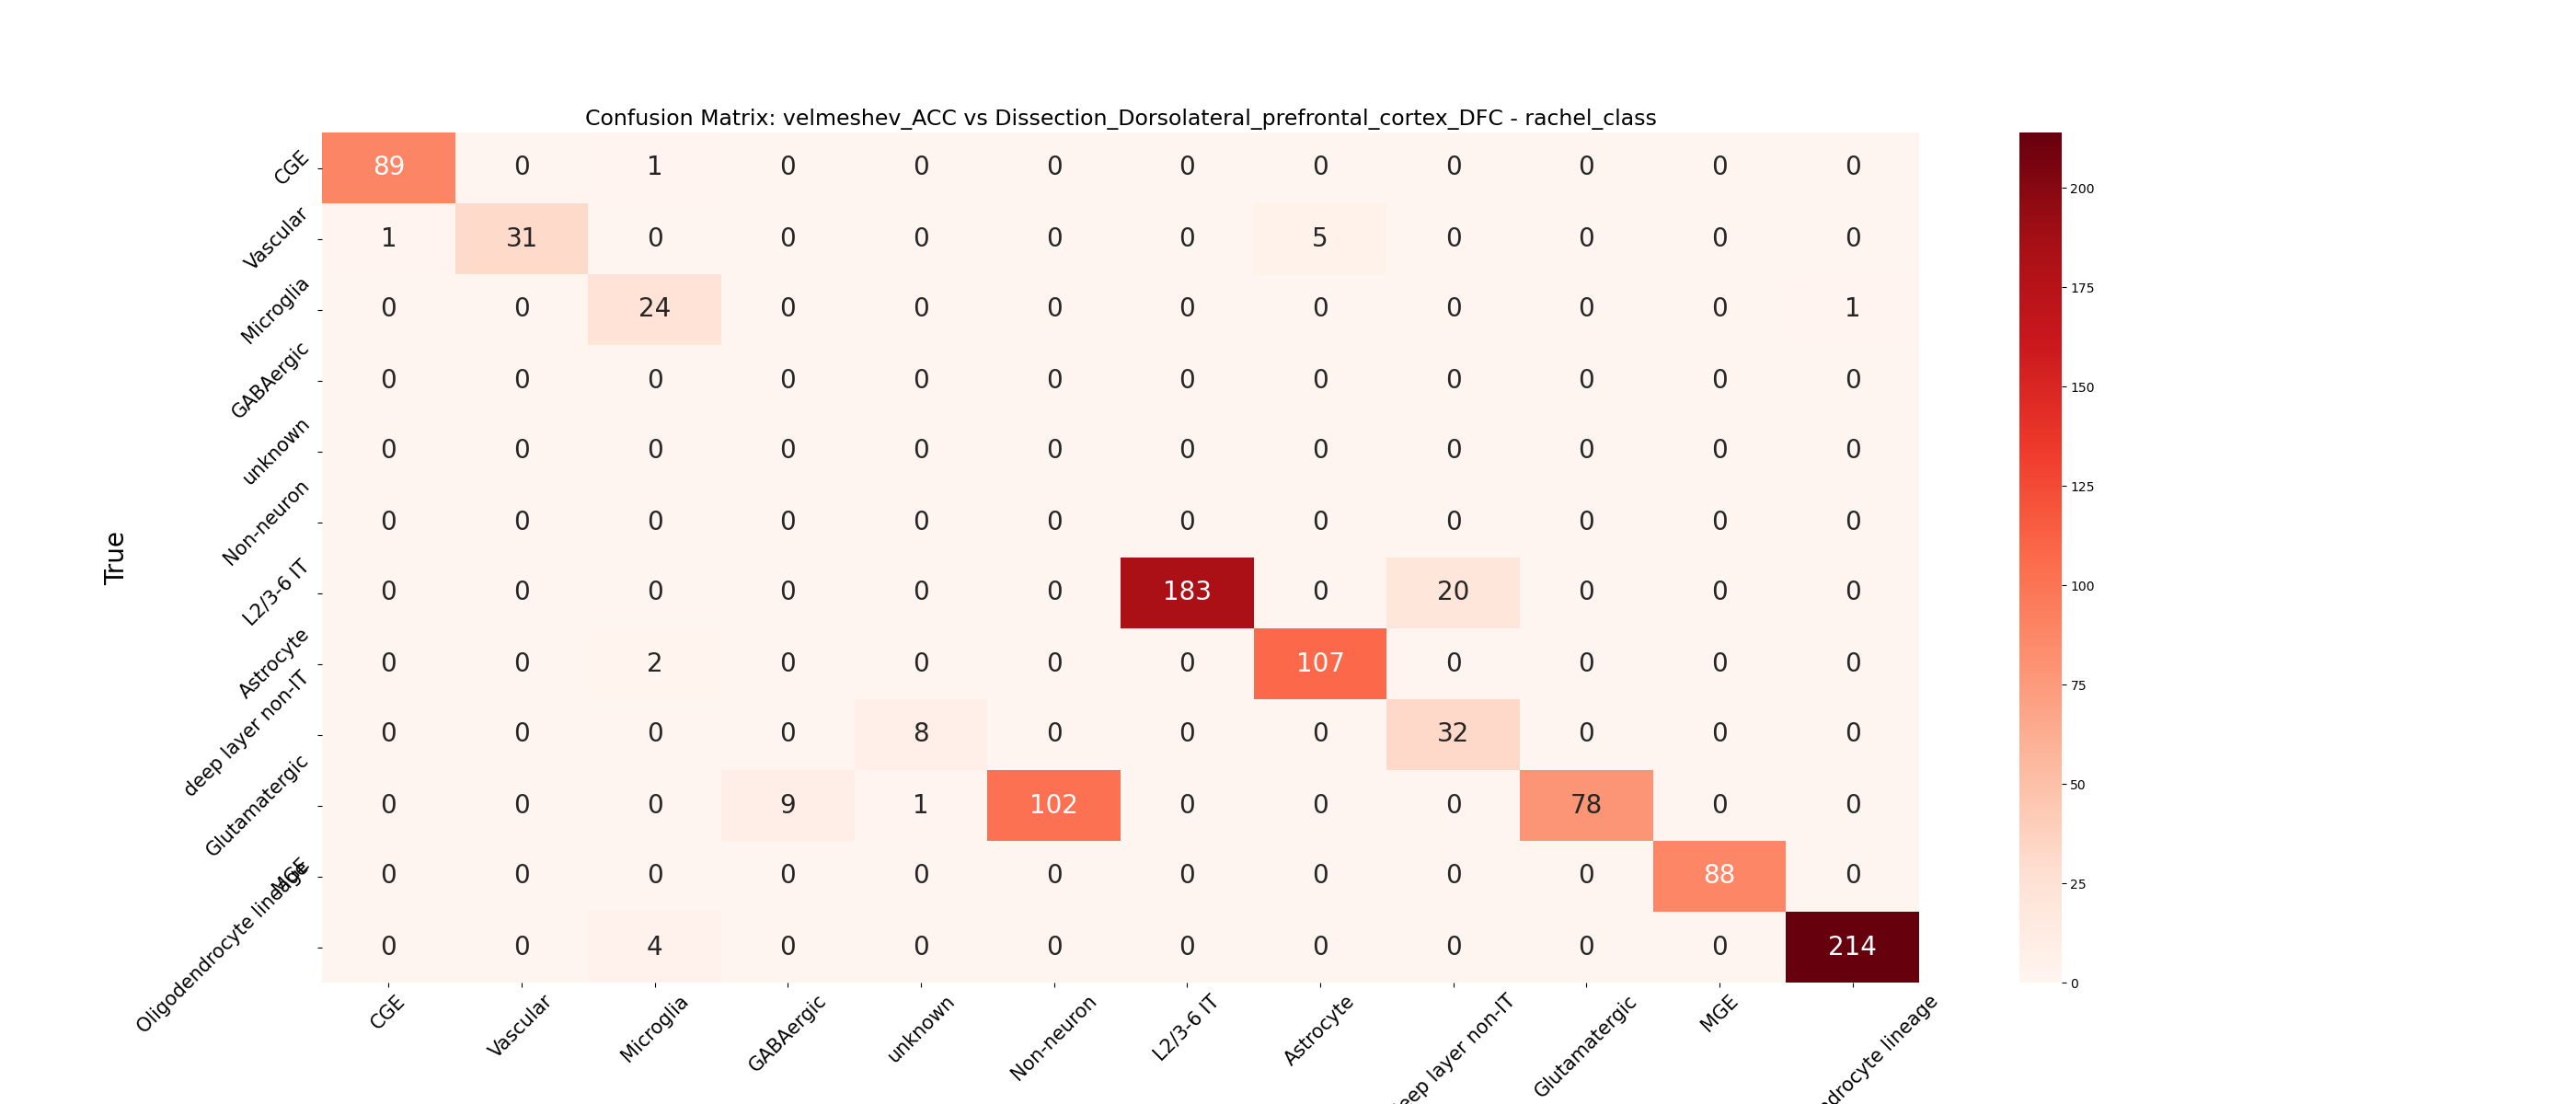 Confusion Matrix: velmeshev_ACC vs Dissection_Dorsolateral_prefrontal_cortex_DFC - rachel_class
True
CGE 89 0 1 0 0 0 0 0 0 0 0 0
Vascular 1 31 0 0 0 0 0 5 0 0 0 0
Microglia 0 0 24 0 0 0 0 0 0 0 0 1
GABAergic 0 0 0 0 0 0 0 0 0 0 0 0
unknown 0 0 0 0 0 0 0 0 0 0 0 0
Non-neuron 0 0 0 0 0 0 0 0 0 0 0 0
L2/3-6 IT 0 0 0 0 0 0 183 0 20 0 0 0
Astrocyte 0 0 2 0 0 0 0 107 0 0 0 0
deep layer non-IT 0 0 0 0 8 0 0 0 32 0 0 0
Glutamatergic 0 0 0 9 1 102 0 0 0 78 0 0
MGE 0 0 0 0 0 0 0 0 0 0 88 0
Oligodendrocyte lineage 0 0 4 0 0 0 0 0 0 0 0 214
CGE Vascular Microglia GABAergic unknown Non-neuron L2/3-6 IT Astrocyte eep layer non-IT Glutamatergic MGE ndrocyte lineage
200
175
150
125
100
75
50
25
0